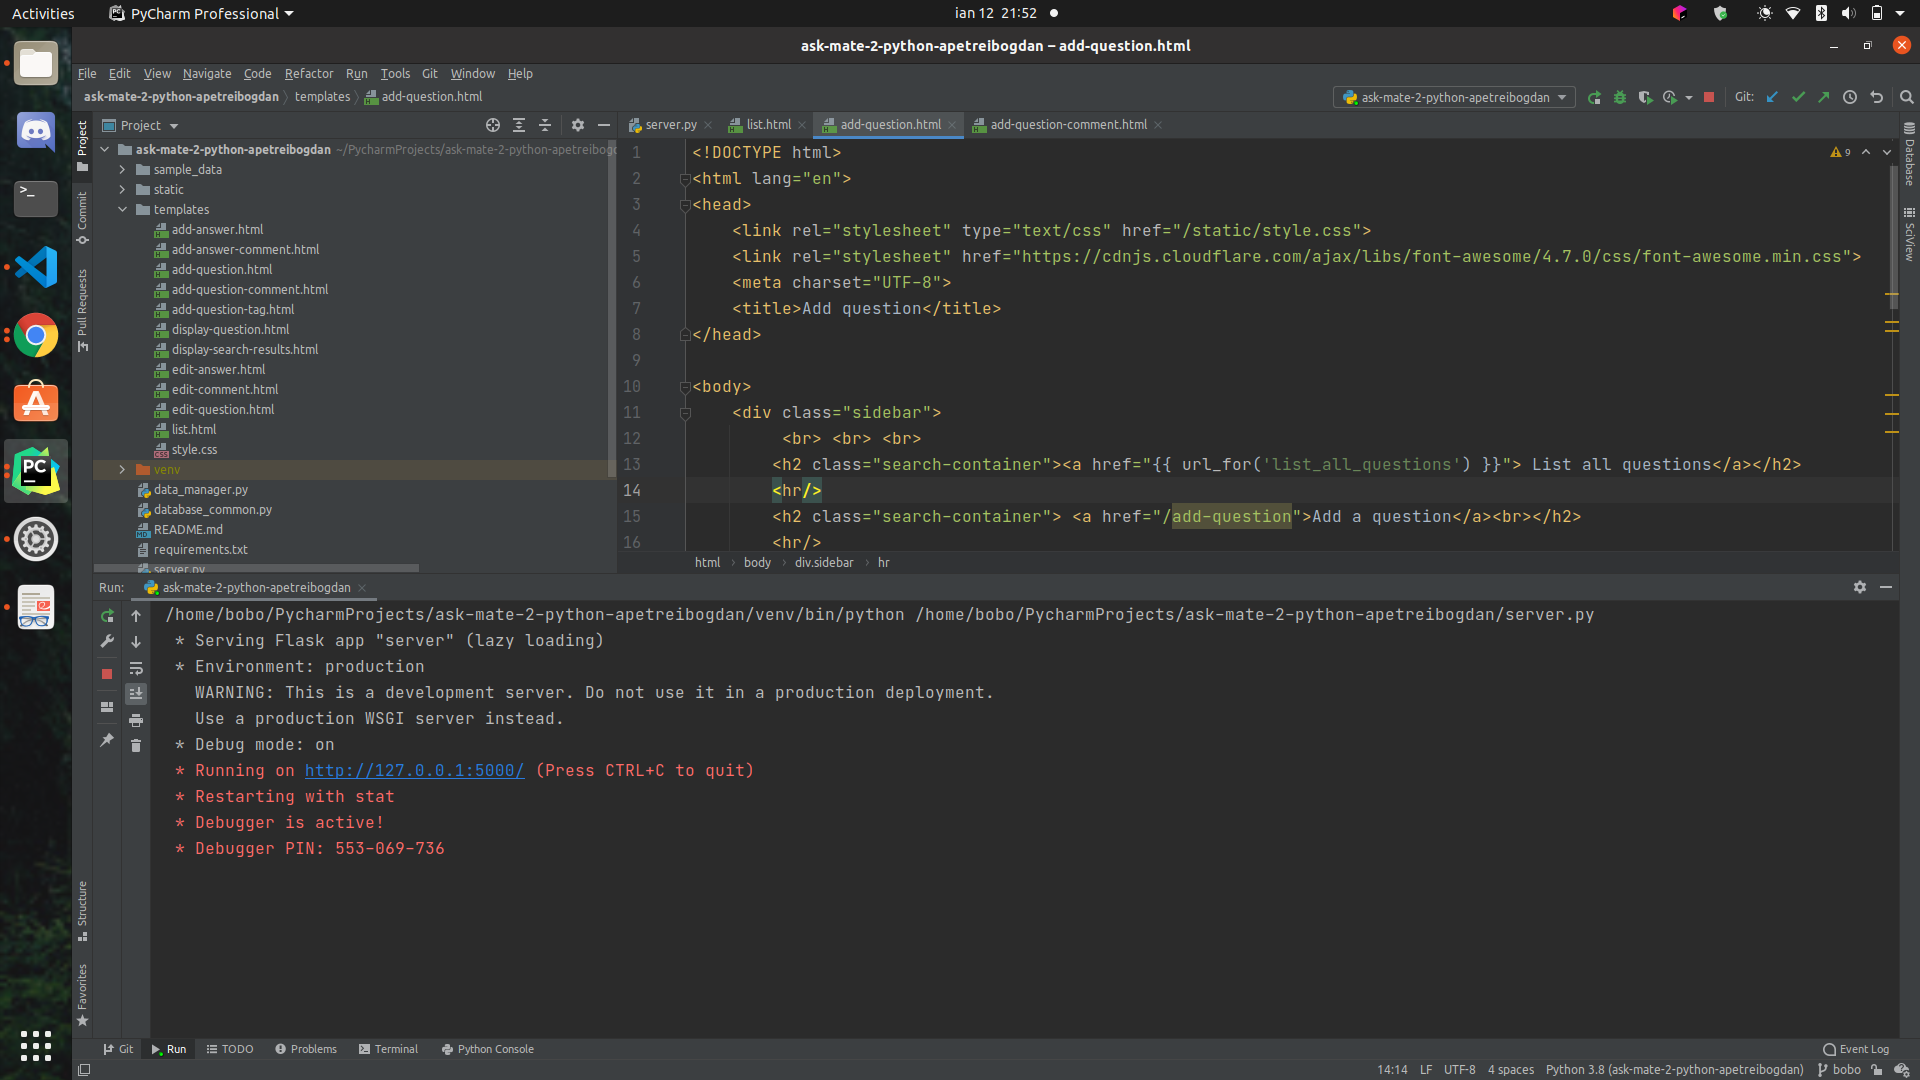 Activities PyCharm Professional ian 12 21:52
ask-mate-2-python-apetreibogdan – add-question.html
File Edit View Navigate Code Refactor Run Tools Git Window Help
ask-mate-2-python-apetreibogdan templates add-question.html ask-mate-2-python-apetreibogdan Git:
Project server.py list.html add-question.html add-question-comment.html
Project
Commit
Pull Requests
Structure
Favorites
Database
SciView
ask-mate-2-python-apetreibogdan ~/PycharmProjects/ask-mate-2-python-apetreibogd
sample_data
static
templates
add-answer.html
add-answer-comment.html
add-question.html
add-question-comment.html
add-question-tag.html
display-question.html
display-search-results.html
edit-answer.html
edit-comment.html
edit-question.html
list.html
style.css
venv
data_manager.py
database_common.py
README.md
requirements.txt
server.py
9
1 <!DOCTYPE html>
2 <html lang="en">
3 <head>
4 <link rel="stylesheet" type="text/css" href="/static/style.css">
5 <link rel="stylesheet" href="https://cdnjs.cloudflare.com/ajax/libs/font-awesome/4.7.0/css/font-awesome.min.css">
6 <meta charset="UTF-8">
7 <title>Add question</title>
8 </head>
9
10 <body>
11 <div class="sidebar">
12 <br> <br> <br>
13 <h2 class="search-container"><a href="{{ url_for('list_all_questions') }}"> List all questions</a></h2>
14 <hr/>
15 <h2 class="search-container"> <a href="/add-question">Add a question</a><br></h2>
16 <hr/>
html body div.sidebar hr
Run: ask-mate-2-python-apetreibogdan
/home/bobo/PycharmProjects/ask-mate-2-python-apetreibogdan/venv/bin/python /home/bobo/PycharmProjects/ask-mate-2-python-apetreibogdan/server.py
* Serving Flask app "server" (lazy loading)
* Environment: production
WARNING: This is a development server. Do not use it in a production deployment.
Use a production WSGI server instead.
* Debug mode: on
* Running on http://127.0.0.1:5000/ (Press CTRL+C to quit)
* Restarting with stat
* Debugger is active!
* Debugger PIN: 553-069-736
Git Run TODO Problems Terminal Python Console Event Log
14:14 LF UTF-8 4 spaces Python 3.8 (ask-mate-2-python-apetreibogdan) bobo